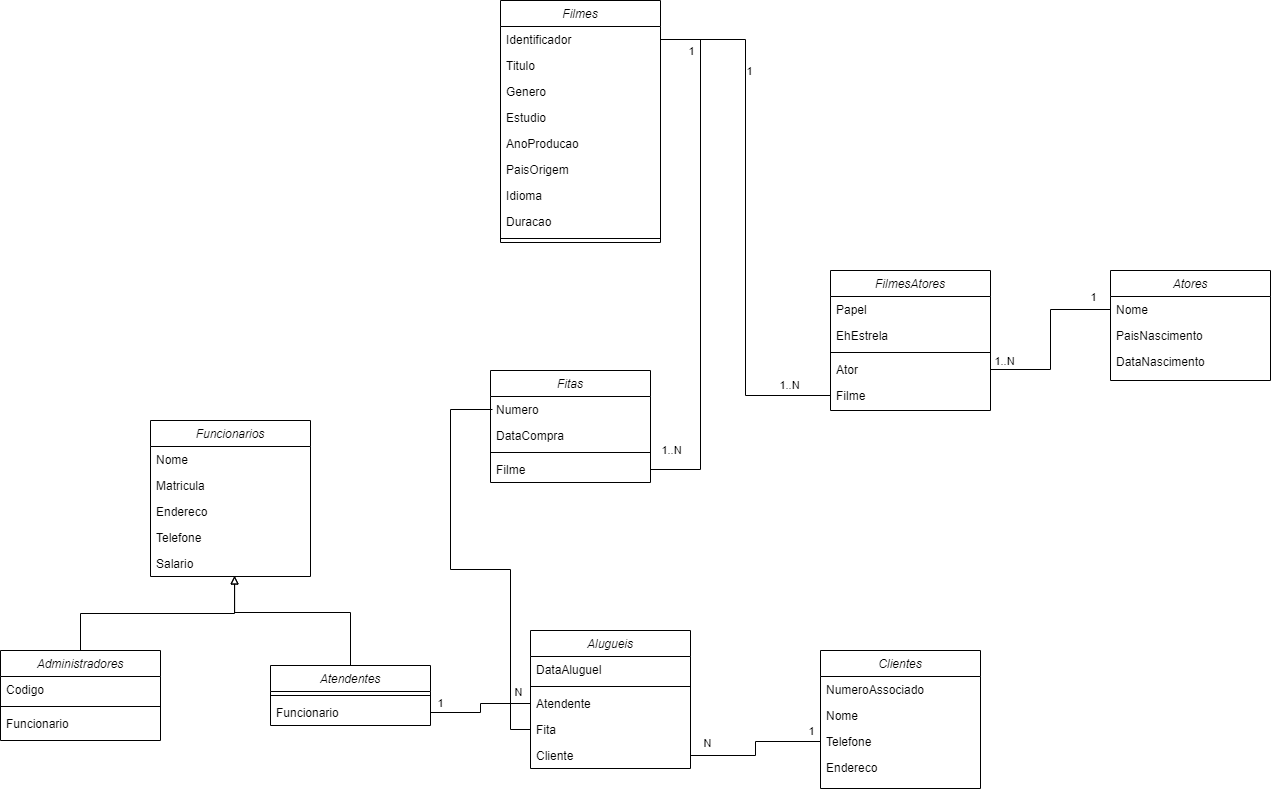 Filmes
Identificador
Titulo
Genero
Estudio
AnoProducao
PaisOrigem
Idioma
Duracao
1
1
FilmesAtores
Papel
EhEstrela
Ator
Filme
1..N
1..N
Atores
Nome
PaisNascimento
DataNascimento
1
Fitas
Numero
DataCompra
Filme
1..N
Funcionarios
Nome
Matricula
Endereco
Telefone
Salario
Administradores
Codigo
Funcionario
Atendentes
Funcionario
1
N
Alugueis
DataAluguel
Atendente
Fita
Cliente
N
1
Clientes
NumeroAssociado
Nome
Telefone
Endereco